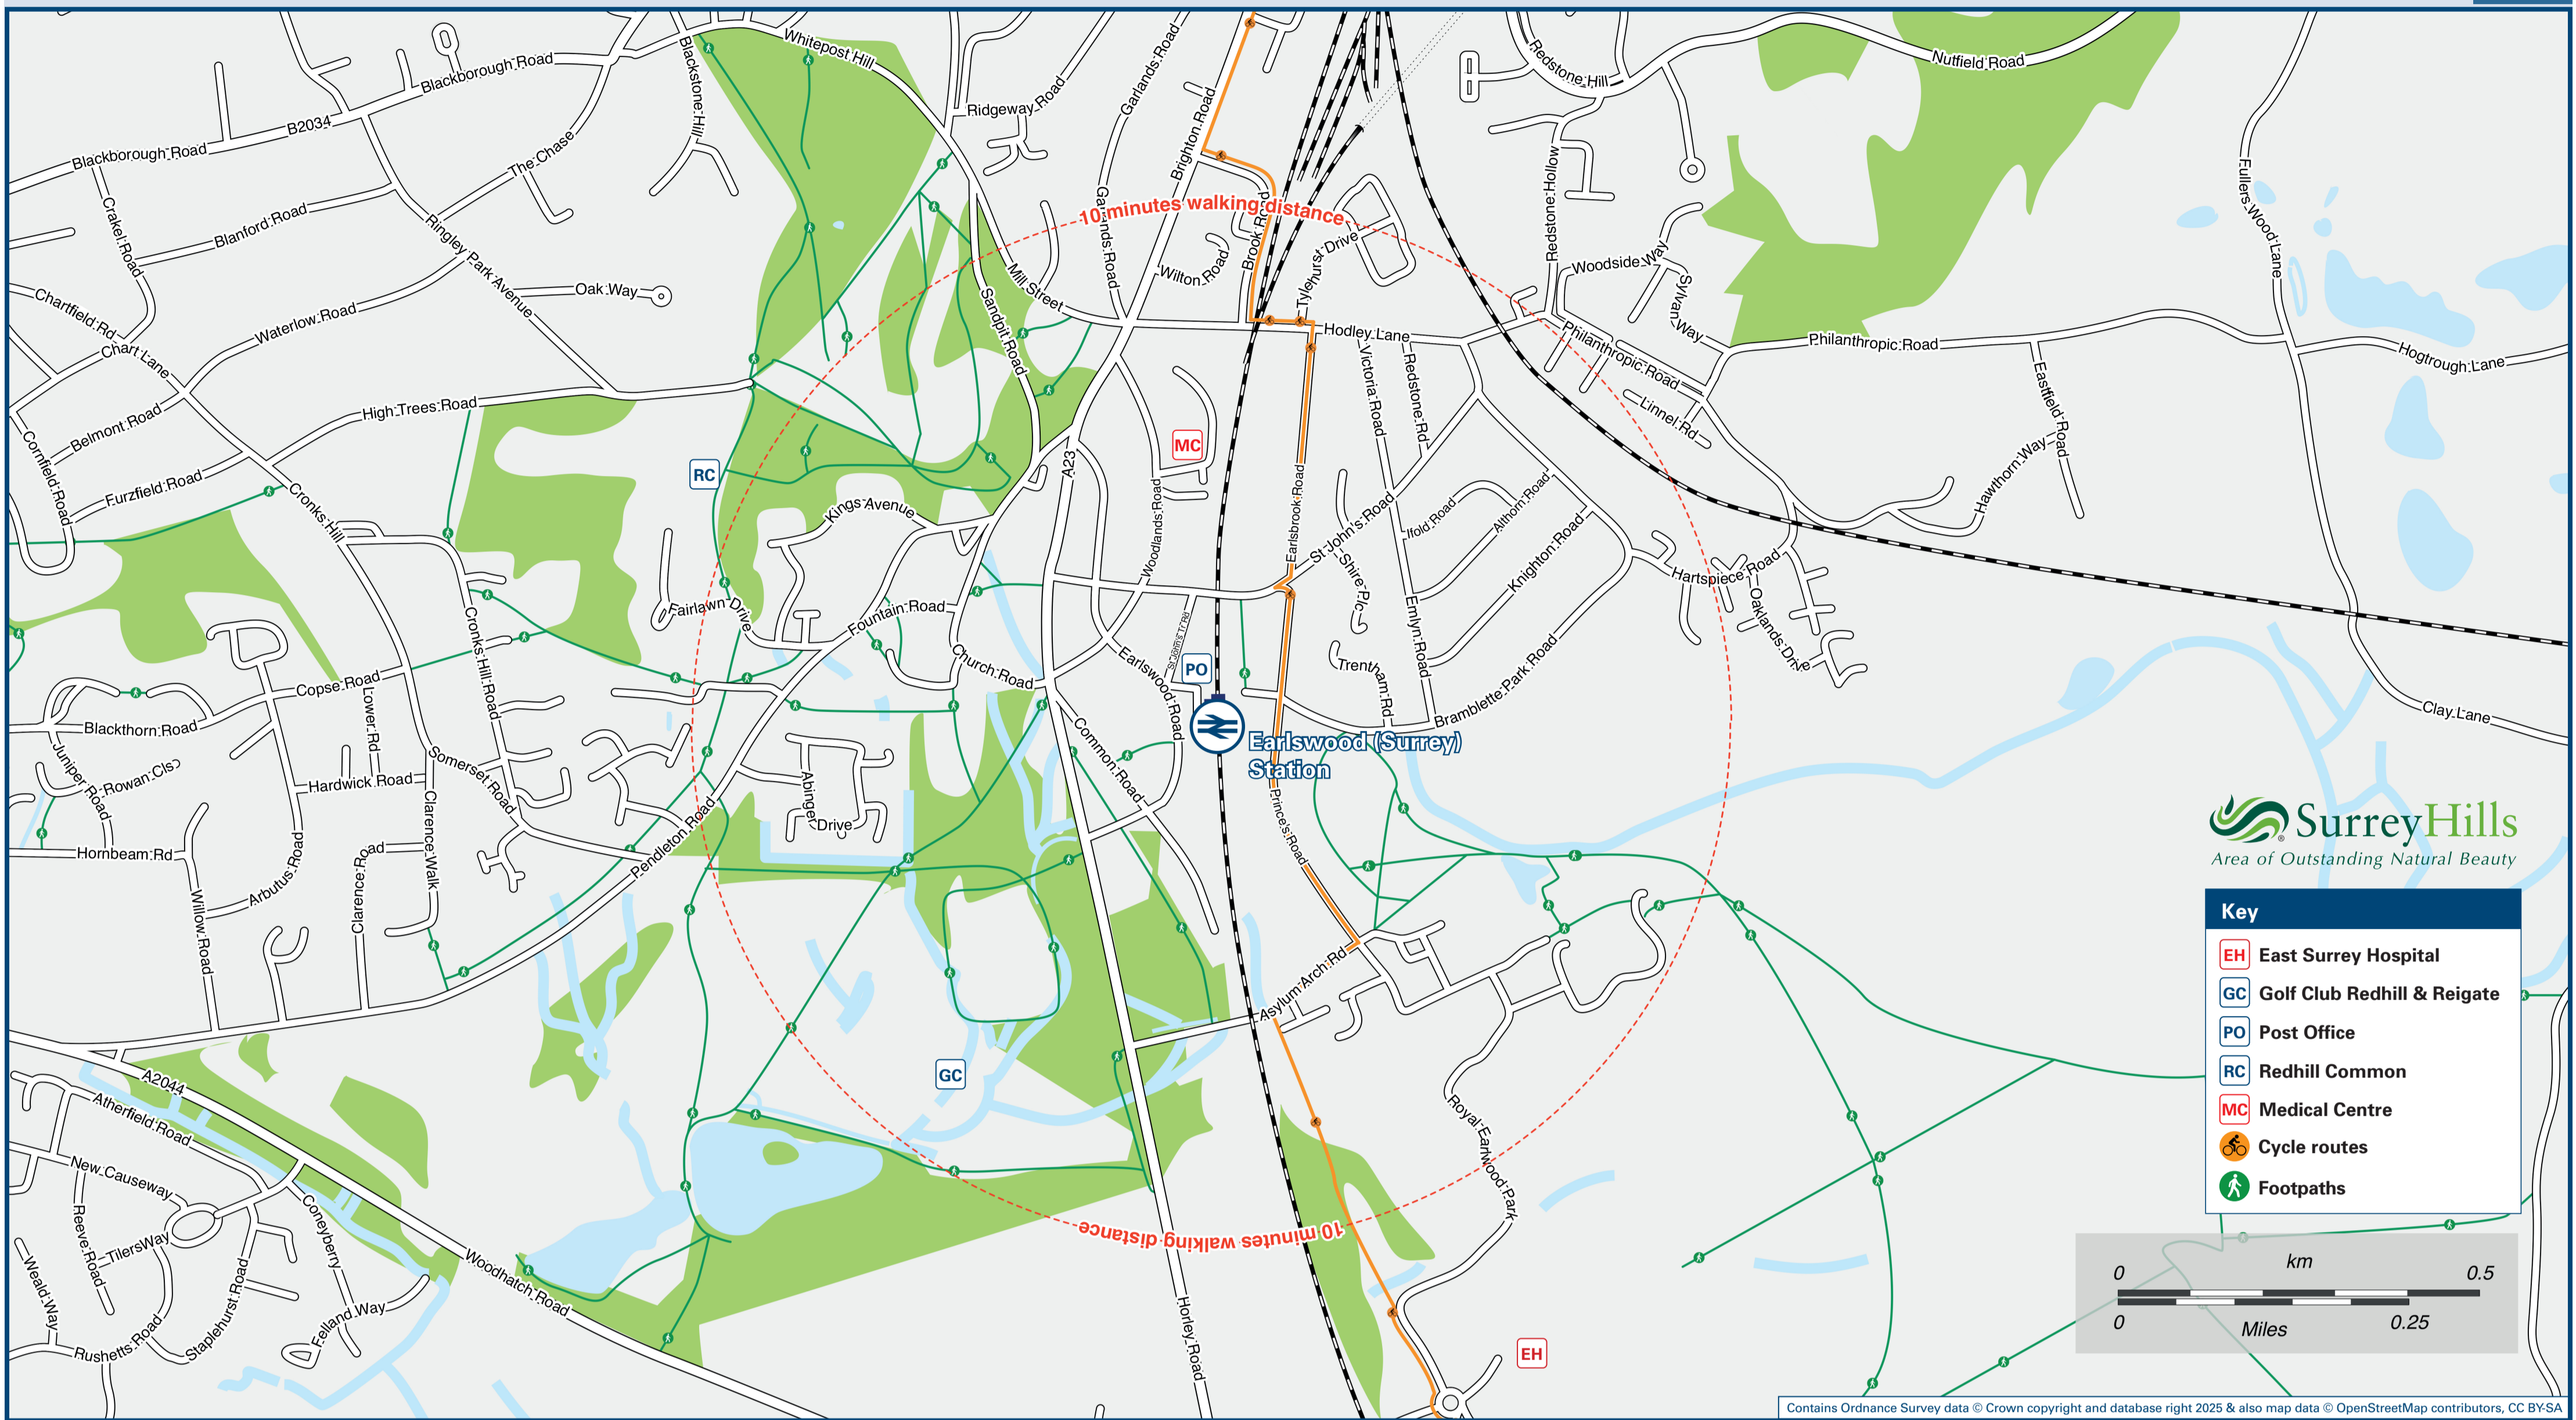 Whitepost Hill
Blackborough Road
Blackstone Hill
Garlands Road
Ridgeway Road
Brighton Road
Redstone Hill
Nutfield Road
B2034
Blackborough Road
The Chase
Crakel Road
Blanford Road
Ringley Park Avenue
Garlands Road
10 minutes walking distance
Brook Road
Wilton Road
Tylehurst Drive
Redstone Hollow
Woodside Way
Sylvan Way
Fullers Wood Lane
Oak Way
Mill Street
Sandpit Road
Waterlow Road
Chartfield Rd
Chart Lane
Hodley Lane
Philanthropic Road
Philanthropic Road
Hogtrough Lane
Victoria Road
Redstone Rd
Linnel Rd
Eastfield Road
Hawthorn Way
High Trees Road
Belmont Road
Cornfield Road
Furzfield Road
Cronks Hill
RC
MC
A23
Kings Avenue
Woodlands Road
Earlsbrook Road
St John's Road
Ifold Road
Althorn Road
Knighton Road
Shire Plc
Hartspiece Road
Oaklands Drive
Fairlawn Drive
Fountain Road
Cronks Hill Road
St John's Tr Rd
Church Road
Earlswood Road
PO
Trentham Rd
Emlyn Road
Bramblette Park Road
Clay Lane
Copse Road
Lower Rd
Blackthorn Road
Juniper Road
Rowan Cls
Hardwick Road
Somerset Road
Common Road
Earlswood (Surrey)
Station
Abinger Drive
Prince's Road
Clarence Walk
Pendleton Road
Hornbeam Rd
Arbutus Road
Clarence Road
Willow Road
Asylum Arch Rd
GC
A2044
Atherfield Road
New Causeway
Reeve Road
Tilers Way
Coneyberry
Weald Way
Staplehurst Road
Rushetts Road
Felland Way
Woodhatch Road
10 minutes walking distance
Horley Road
Royal Earlwood Park
EH
SurreyHills
Area of Outstanding Natural Beauty
Key
EH East Surrey Hospital
GC Golf Club Redhill & Reigate
PO Post Office
RC Redhill Common
MC Medical Centre
Cycle routes
Footpaths
km
0 0.5
0 0.25
Miles
Contains Ordnance Survey data © Crown copyright and database right 2025 & also map data © OpenStreetMap contributors, CC BY-SA